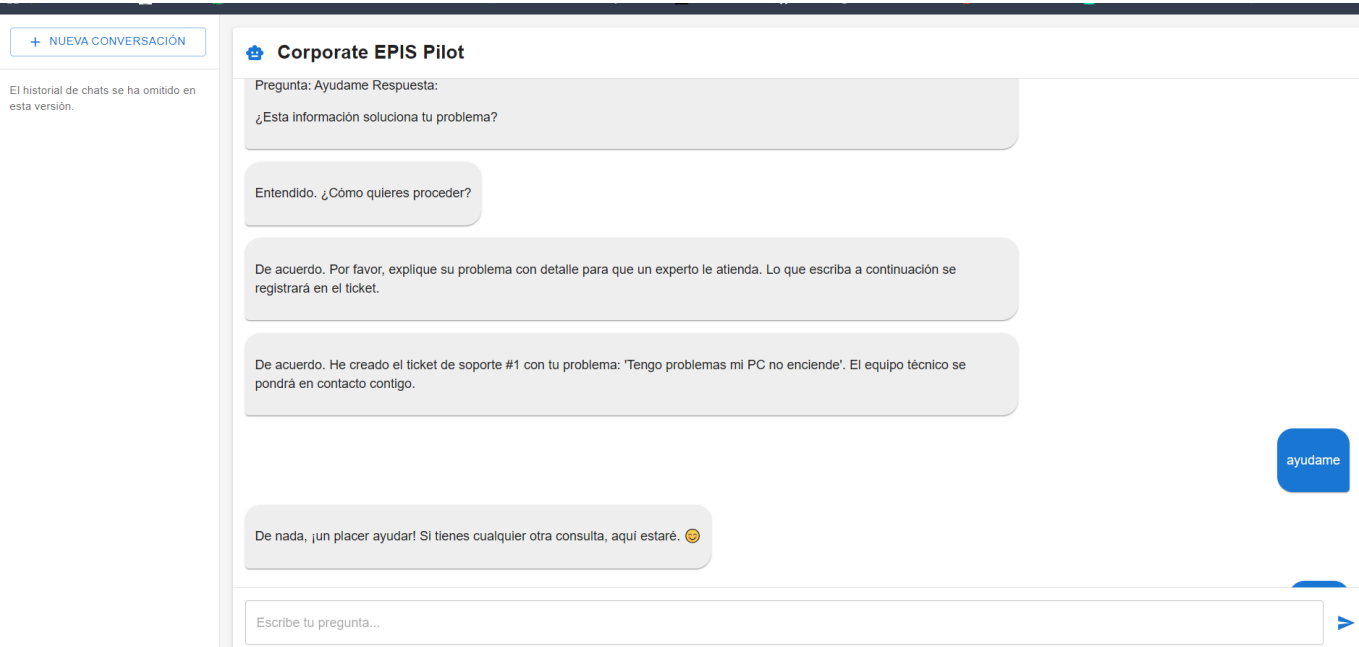 + NUEVA CONVERSACIÓN
El historial de chats se ha omitido en
esta versión.
Corporate EPIS Pilot
Pregunta: Ayudame Respuesta:
¿Esta información soluciona tu problema?
Entendido. ¿Cómo quieres proceder?
De acuerdo. Por favor, explique su problema con detalle para que un experto le atienda. Lo que escriba a continuación se
registrará en el ticket.
De acuerdo. He creado el ticket de soporte #1 con tu problema: 'Tengo problemas mi PC no enciende'. El equipo técnico se
pondrá en contacto contigo.
ayudame
De nada, ¡un placer ayudar! Si tienes cualquier otra consulta, aquí estaré. 😊
Escribe tu pregunta...